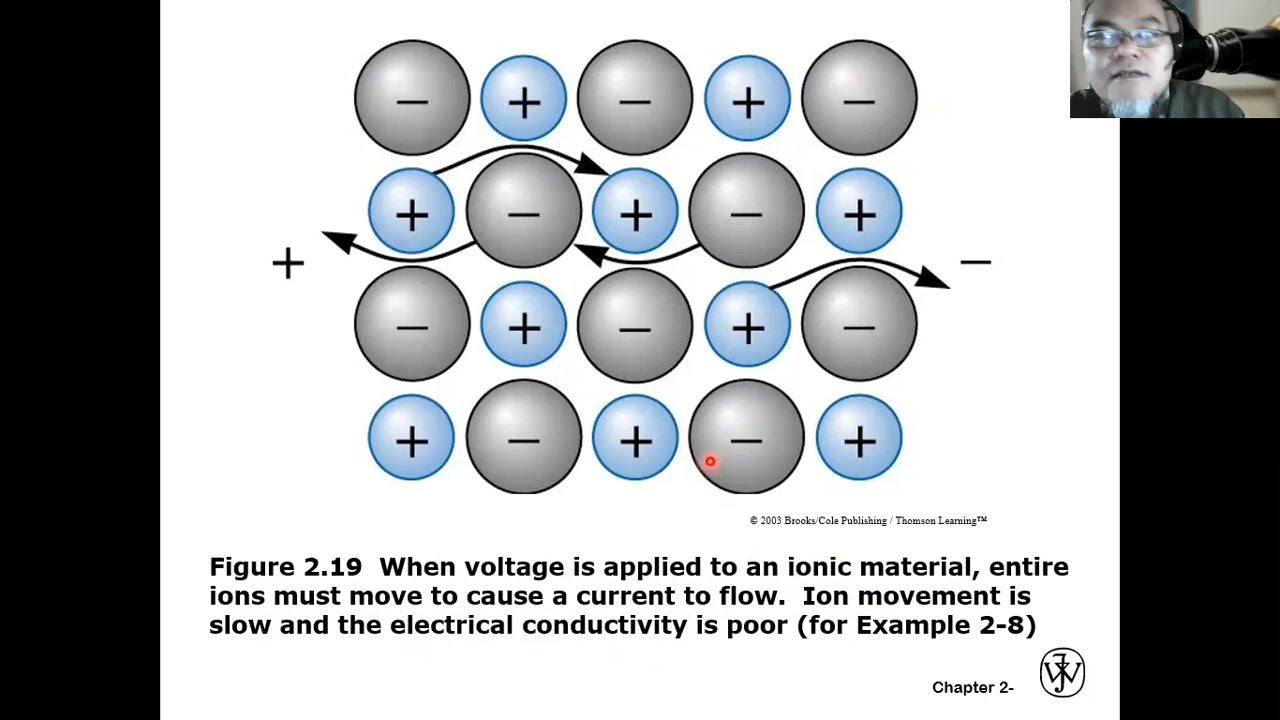 − + − + −
+ − + − +
+ −
− + − + −
+ − + − +
© 2003 Brooks/Cole Publishing / Thomson Learning™
Figure 2.19 When voltage is applied to an ionic material, entire
ions must move to cause a current to flow. Ion movement is
slow and the electrical conductivity is poor (for Example 2-8)
Chapter 2-